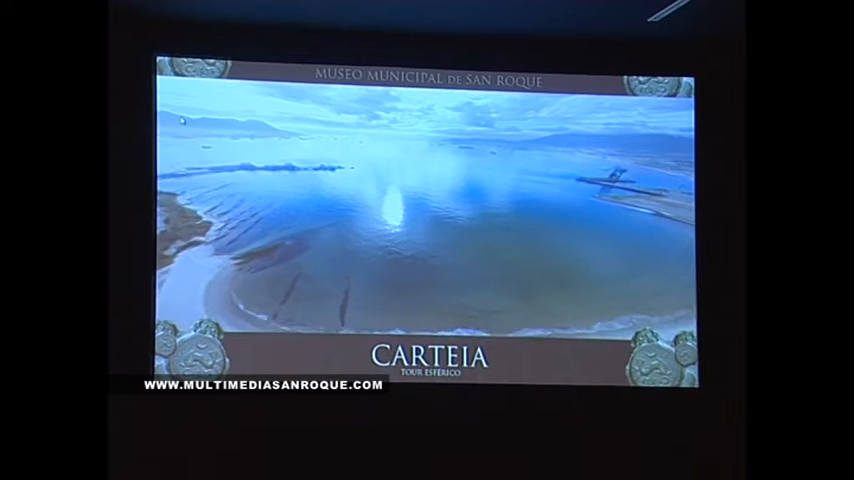 MUSEO MUNICIPAL DE SAN ROQUE
CARTEIA
TOUR ESFÉRICO
WWW.MULTIMEDIASANROQUE.COM